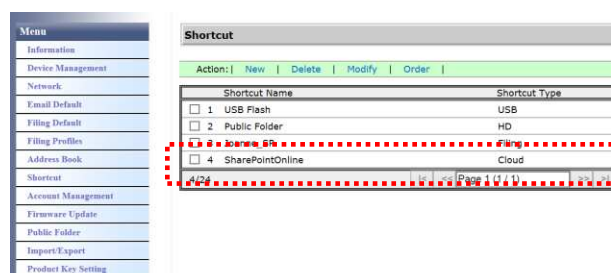 Menu
Information
Device Management
Network
Email Default
Filing Default
Filing Profiles
Address Book
Shortcut
Account Management
Firmware Update
Public Folder
Import/Export
Product Key Setting
Shortcut
Action: | New | Delete | Modify | Order |
Shortcut Name Shortcut Type
1 USB Flash USB
2 Public Folder HD
3 Filing
4 SharePointOnline Cloud
4/24 |< << Page 1 (1 / 1) >> >|